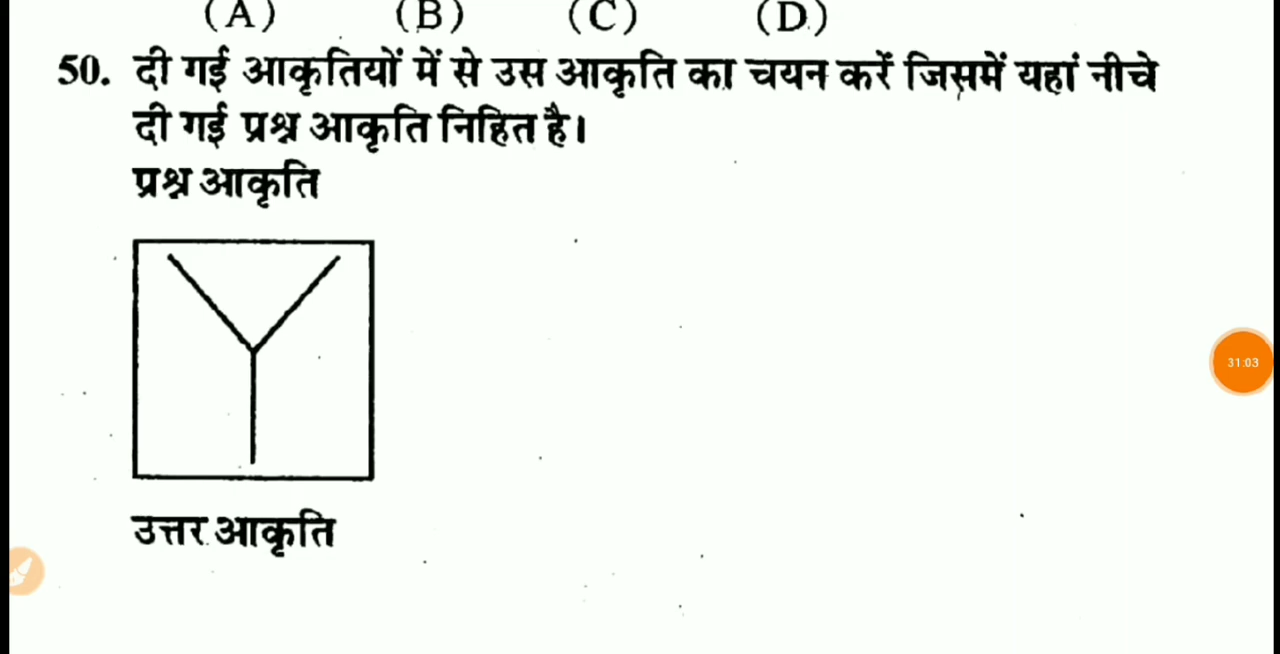 (A) (B) (C) (D)
50. दी गई आकृतियों में से उस आकृति का चयन करें जिसमें यहां नीचे
दी गई प्रश्न आकृति निहित है।
प्रश्न आकृति
31:03
उत्तर आकृति